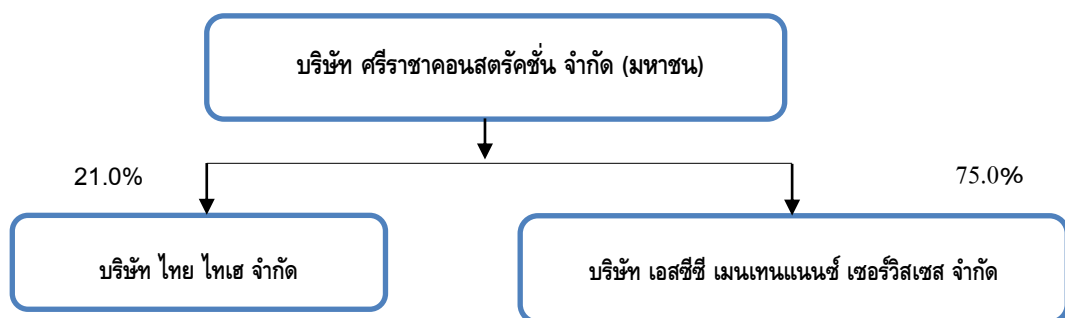 บริษัท ศรีราชาคอนสตรัคชั่น จำกัด (มหาชน)
21.0%
75.0%
บริษัท ไทย ไทเฮ จำกัด
บริษัท เอสซีซี เมนเทนแนนซ์ เซอร์วิสเซส จำกัด